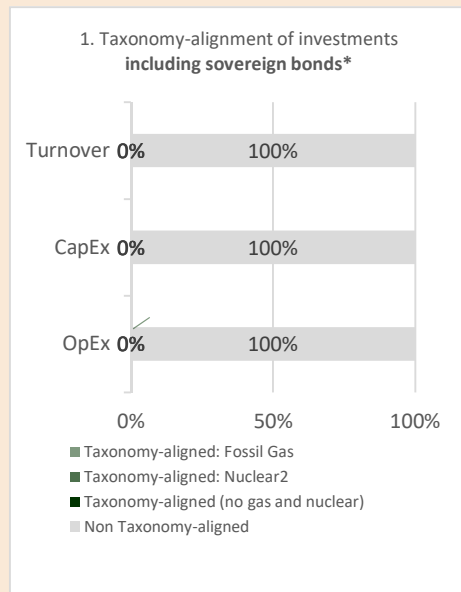 1. Taxonomy-alignment of investments
including sovereign bonds*
Turnover 0% 100%
CapEx 0% 100%
OpEx 0% 100%
0% 50% 100%
Taxonomy-aligned: Fossil Gas
Taxonomy-aligned: Nuclear2
Taxonomy-aligned (no gas and nuclear)
Non Taxonomy-aligned